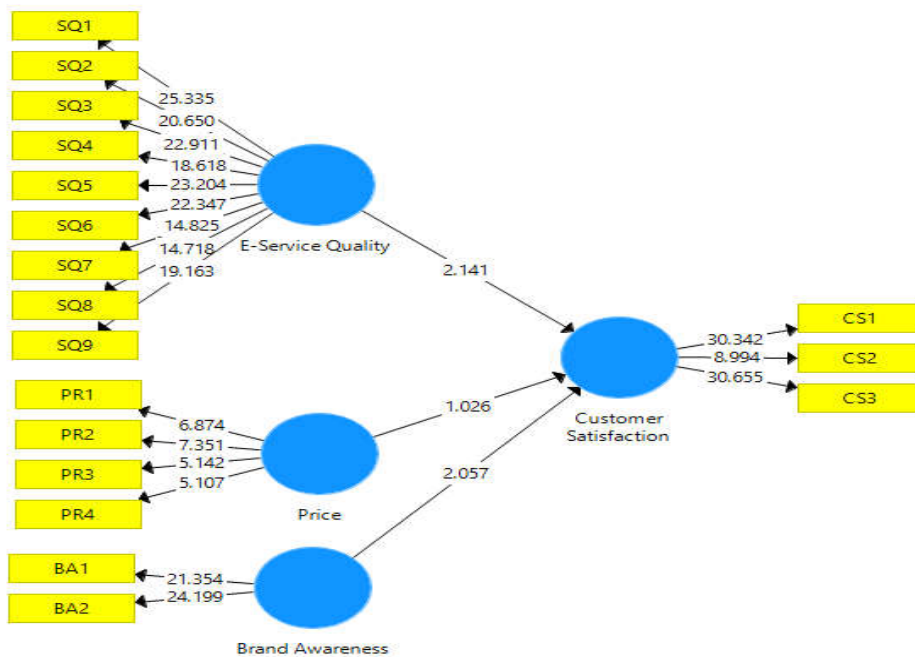 SQ1
SQ2
SQ3
SQ4
SQ5
SQ6
SQ7
SQ8
SQ9
25.335
20.650
22.911
18.618
23.204
22.347
14.825
14.718
19.163
E-Service Quality
2.141
PR1
PR2
PR3
PR4
6.874
7.351
5.142
5.107
Price
1.026
BA1
BA2
21.354
24.199
Brand Awareness
2.057
Customer
Satisfaction
30.342
8.994
30.655
CS1
CS2
CS3